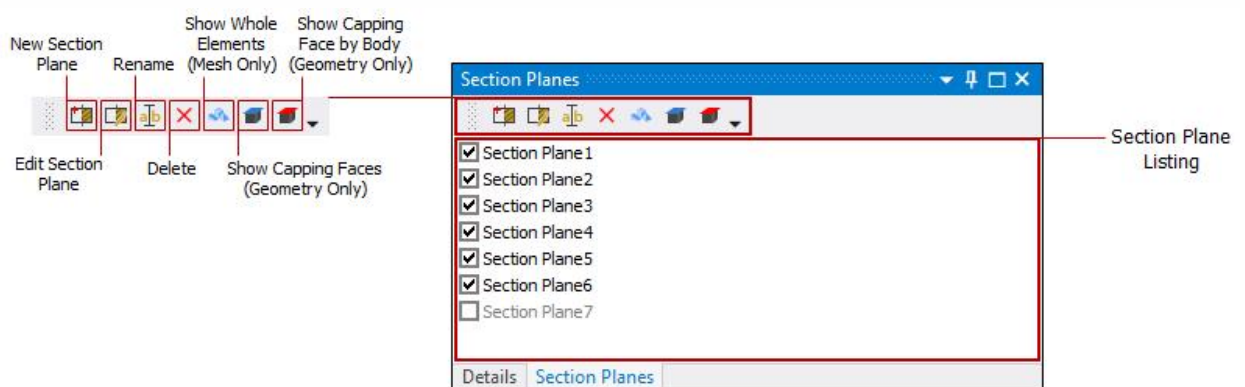 New Section
Plane
Rename
Show Whole
Elements
(Mesh Only)
Show Capping
Face by Body
(Geometry Only)
Edit Section
Plane
Delete
Show Capping Faces
(Geometry Only)
a b
Section Planes
a b
Section Plane1
Section Plane2
Section Plane3
Section Plane4
Section Plane5
Section Plane6
Section Plane7
Section Plane
Listing
Details
Section Planes